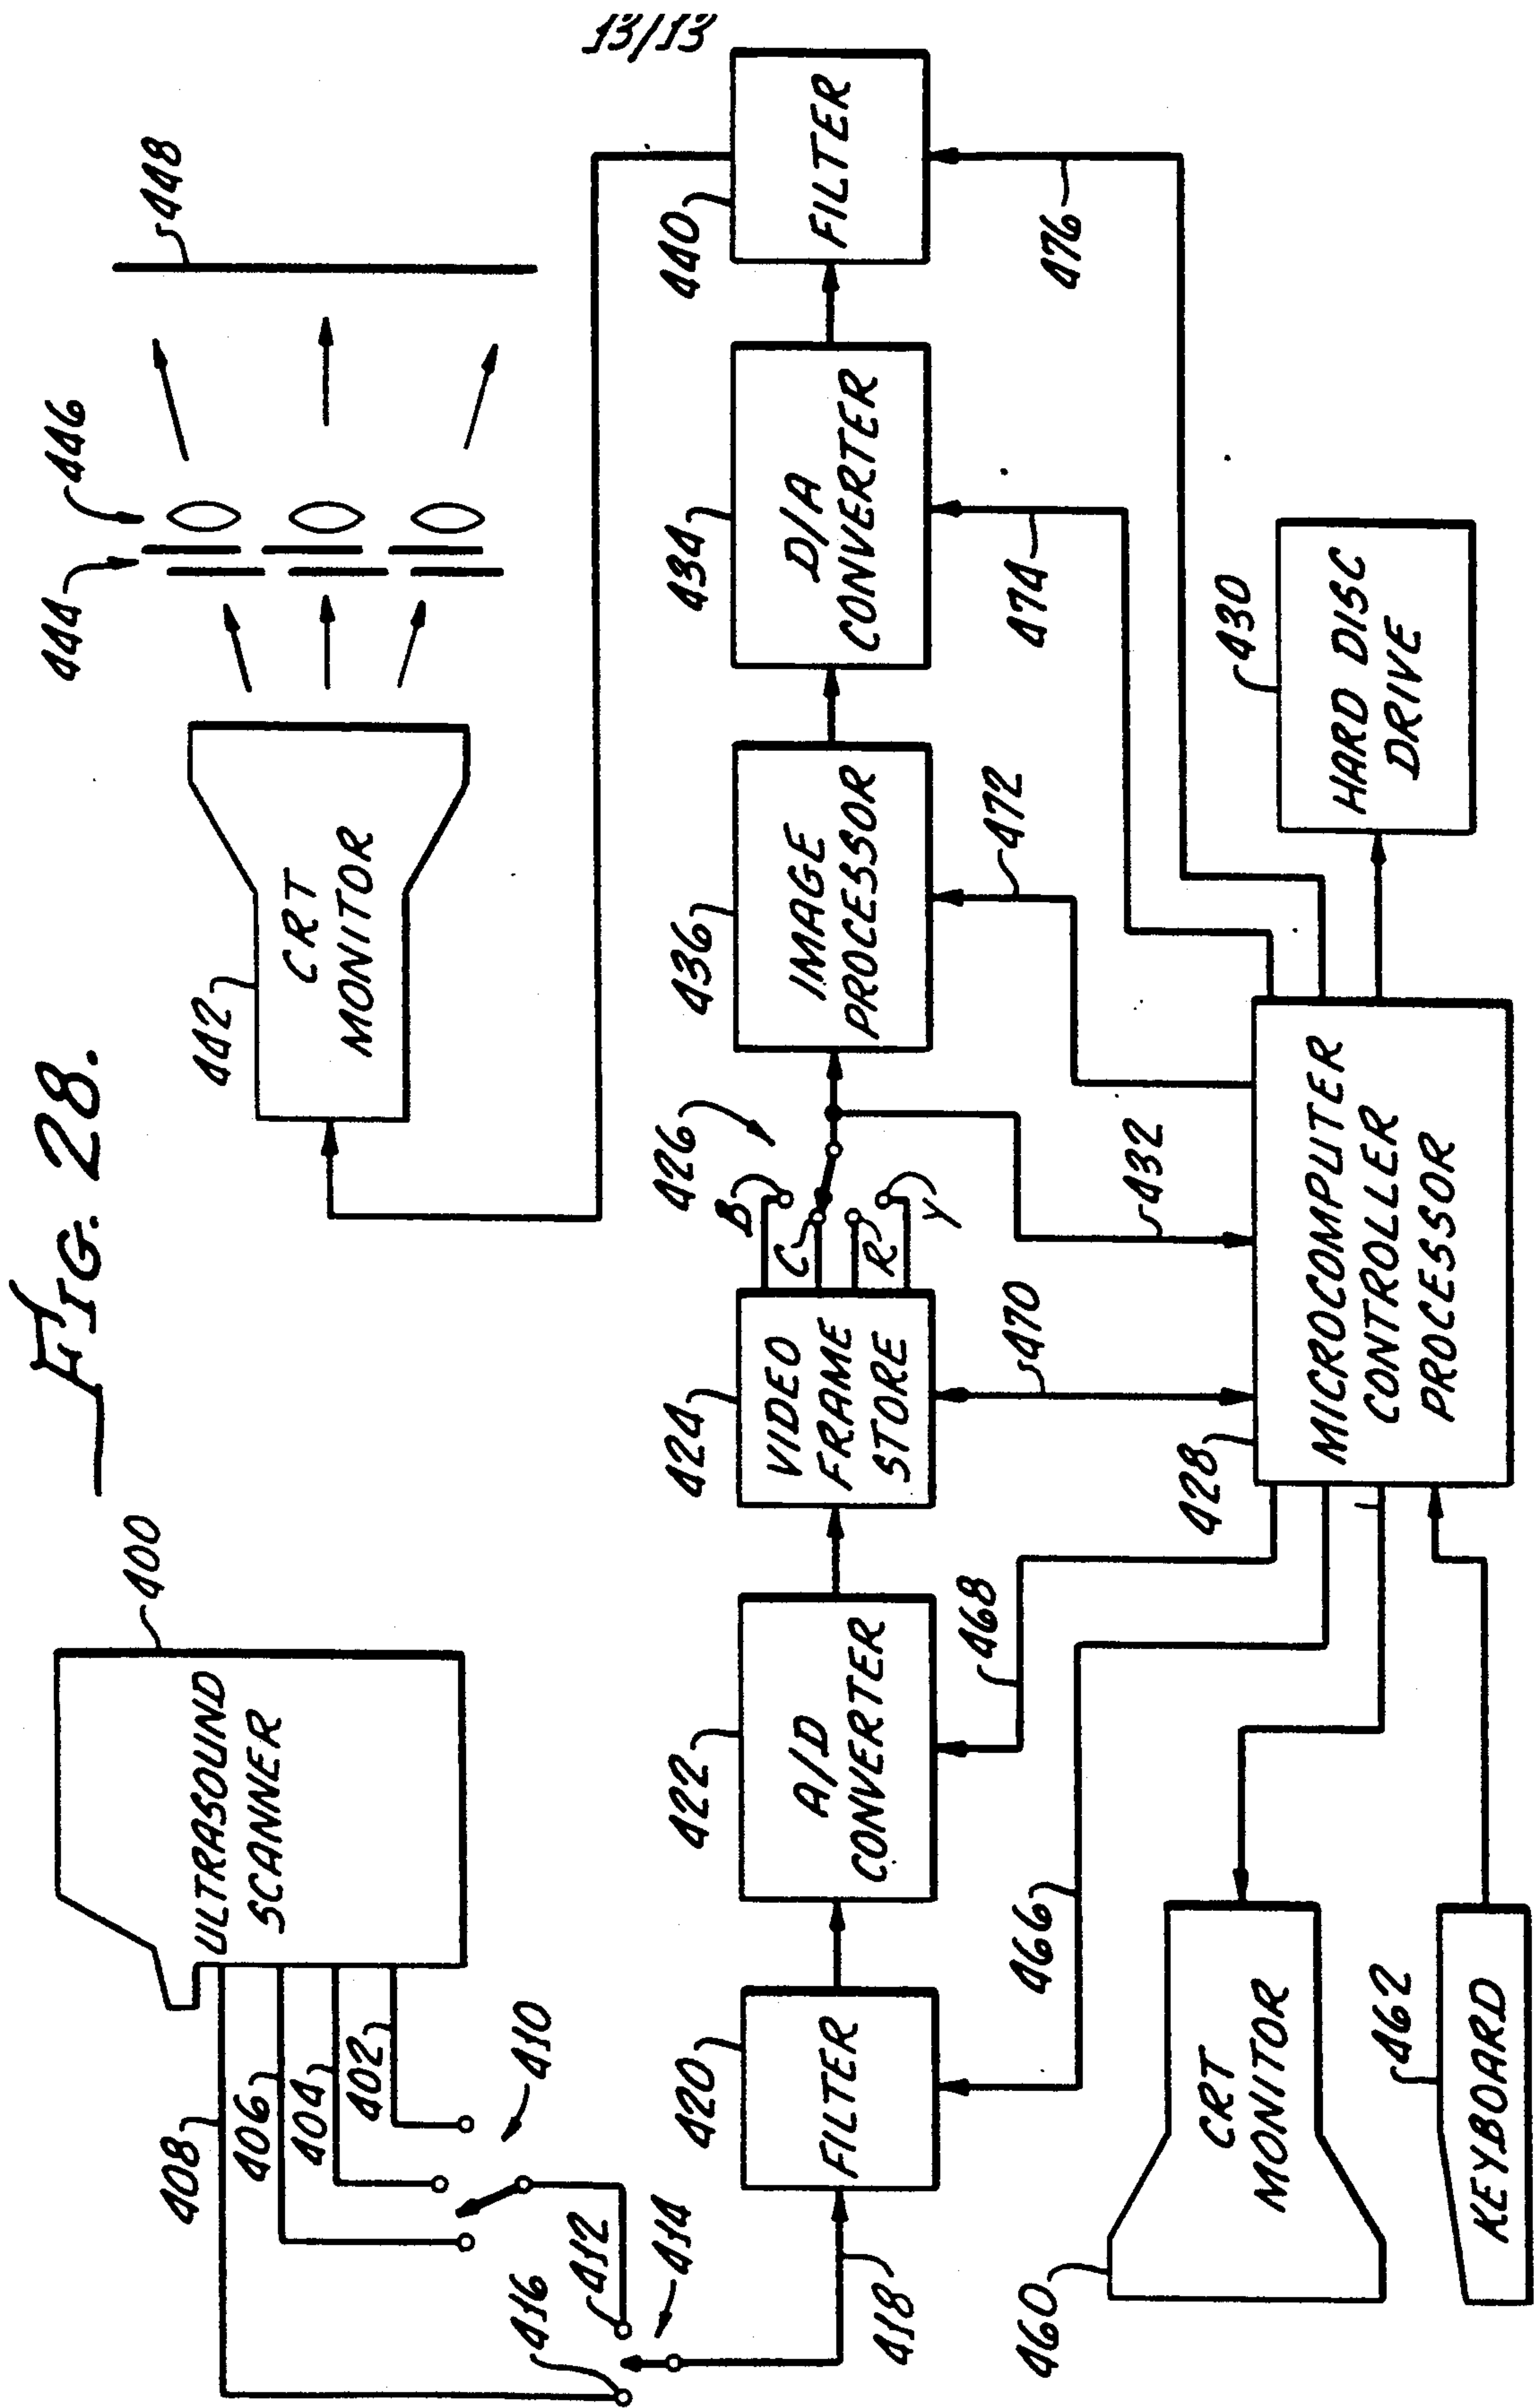 13/13
FIG. 28.
400
ULTRASOUND
SCANNER
408
406
404
402
410
412
414
416
418
442
CRT
MONITOR
444
446
448
420
FILTER
422
A/D
CONVERTER
424
VIDEO
FRAME
STORE
B
C
R
Y
426
436
IMAGE
PROCESSOR
434
D/A
CONVERTER
440
FILTER
466
468
470
432
472
474
476
460
CRT
MONITOR
462
KEYBOARD
428
MICROCOMPUTER
CONTROLLER
PROCESSOR
430
HARD DISC
DRIVE